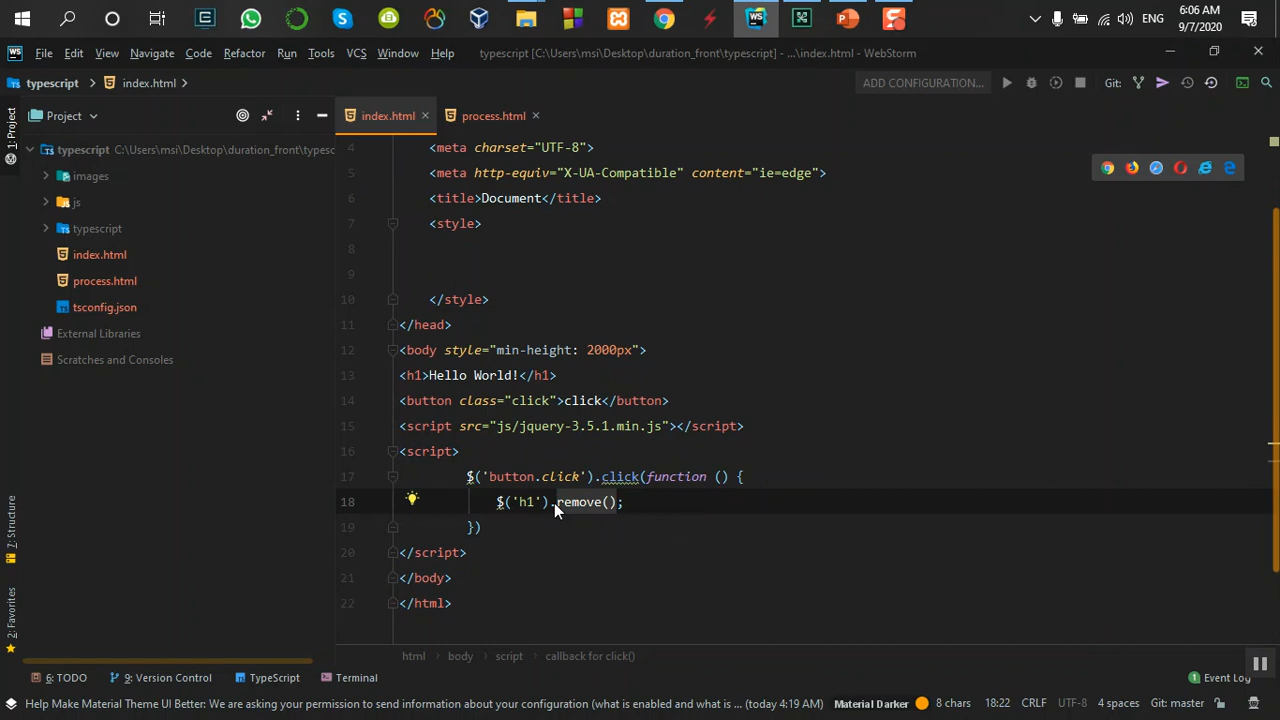 ENG
6:06 AM
9/7/2020
WS
File Edit View Navigate Code Refactor Run Tools VCS Window Help
typescript [C:\Users\msi\Desktop\duration_front\typescript] - ...\index.html - WebStorm
typescript
index.html
ADD CONFIGURATION...
Git:
1: Project
Project
index.html
process.html
typescript C:\Users\msi\Desktop\duration_front\typesc
images
js
typescript
index.html
process.html
tsconfig.json
External Libraries
Scratches and Consoles
4 <meta charset="UTF-8">
5 <meta http-equiv="X-UA-Compatible" content="ie=edge">
6 <title>Document</title>
7 <style>
8
9
10 </style>
11 </head>
12 <body style="min-height: 2000px">
13 <h1>Hello World!</h1>
14 <button class="click">click</button>
15 <script src="js/jquery-3.5.1.min.js"></script>
16 <script>
17 $('button.click').click(function () {
18 $('h1').remove();
19 })
20 </script>
21 </body>
22 </html>
7: Structure
2: Favorites
html body script callback for click()
6: TODO 9: Version Control TypeScript Terminal
1 Event Log
Help Make Material Theme UI Better: We are asking your permission to send information about your configuration (what is enabled and what is ... (today 4:19 AM)
Material Darker 8 chars 18:22 CRLF UTF-8 4 spaces Git: master